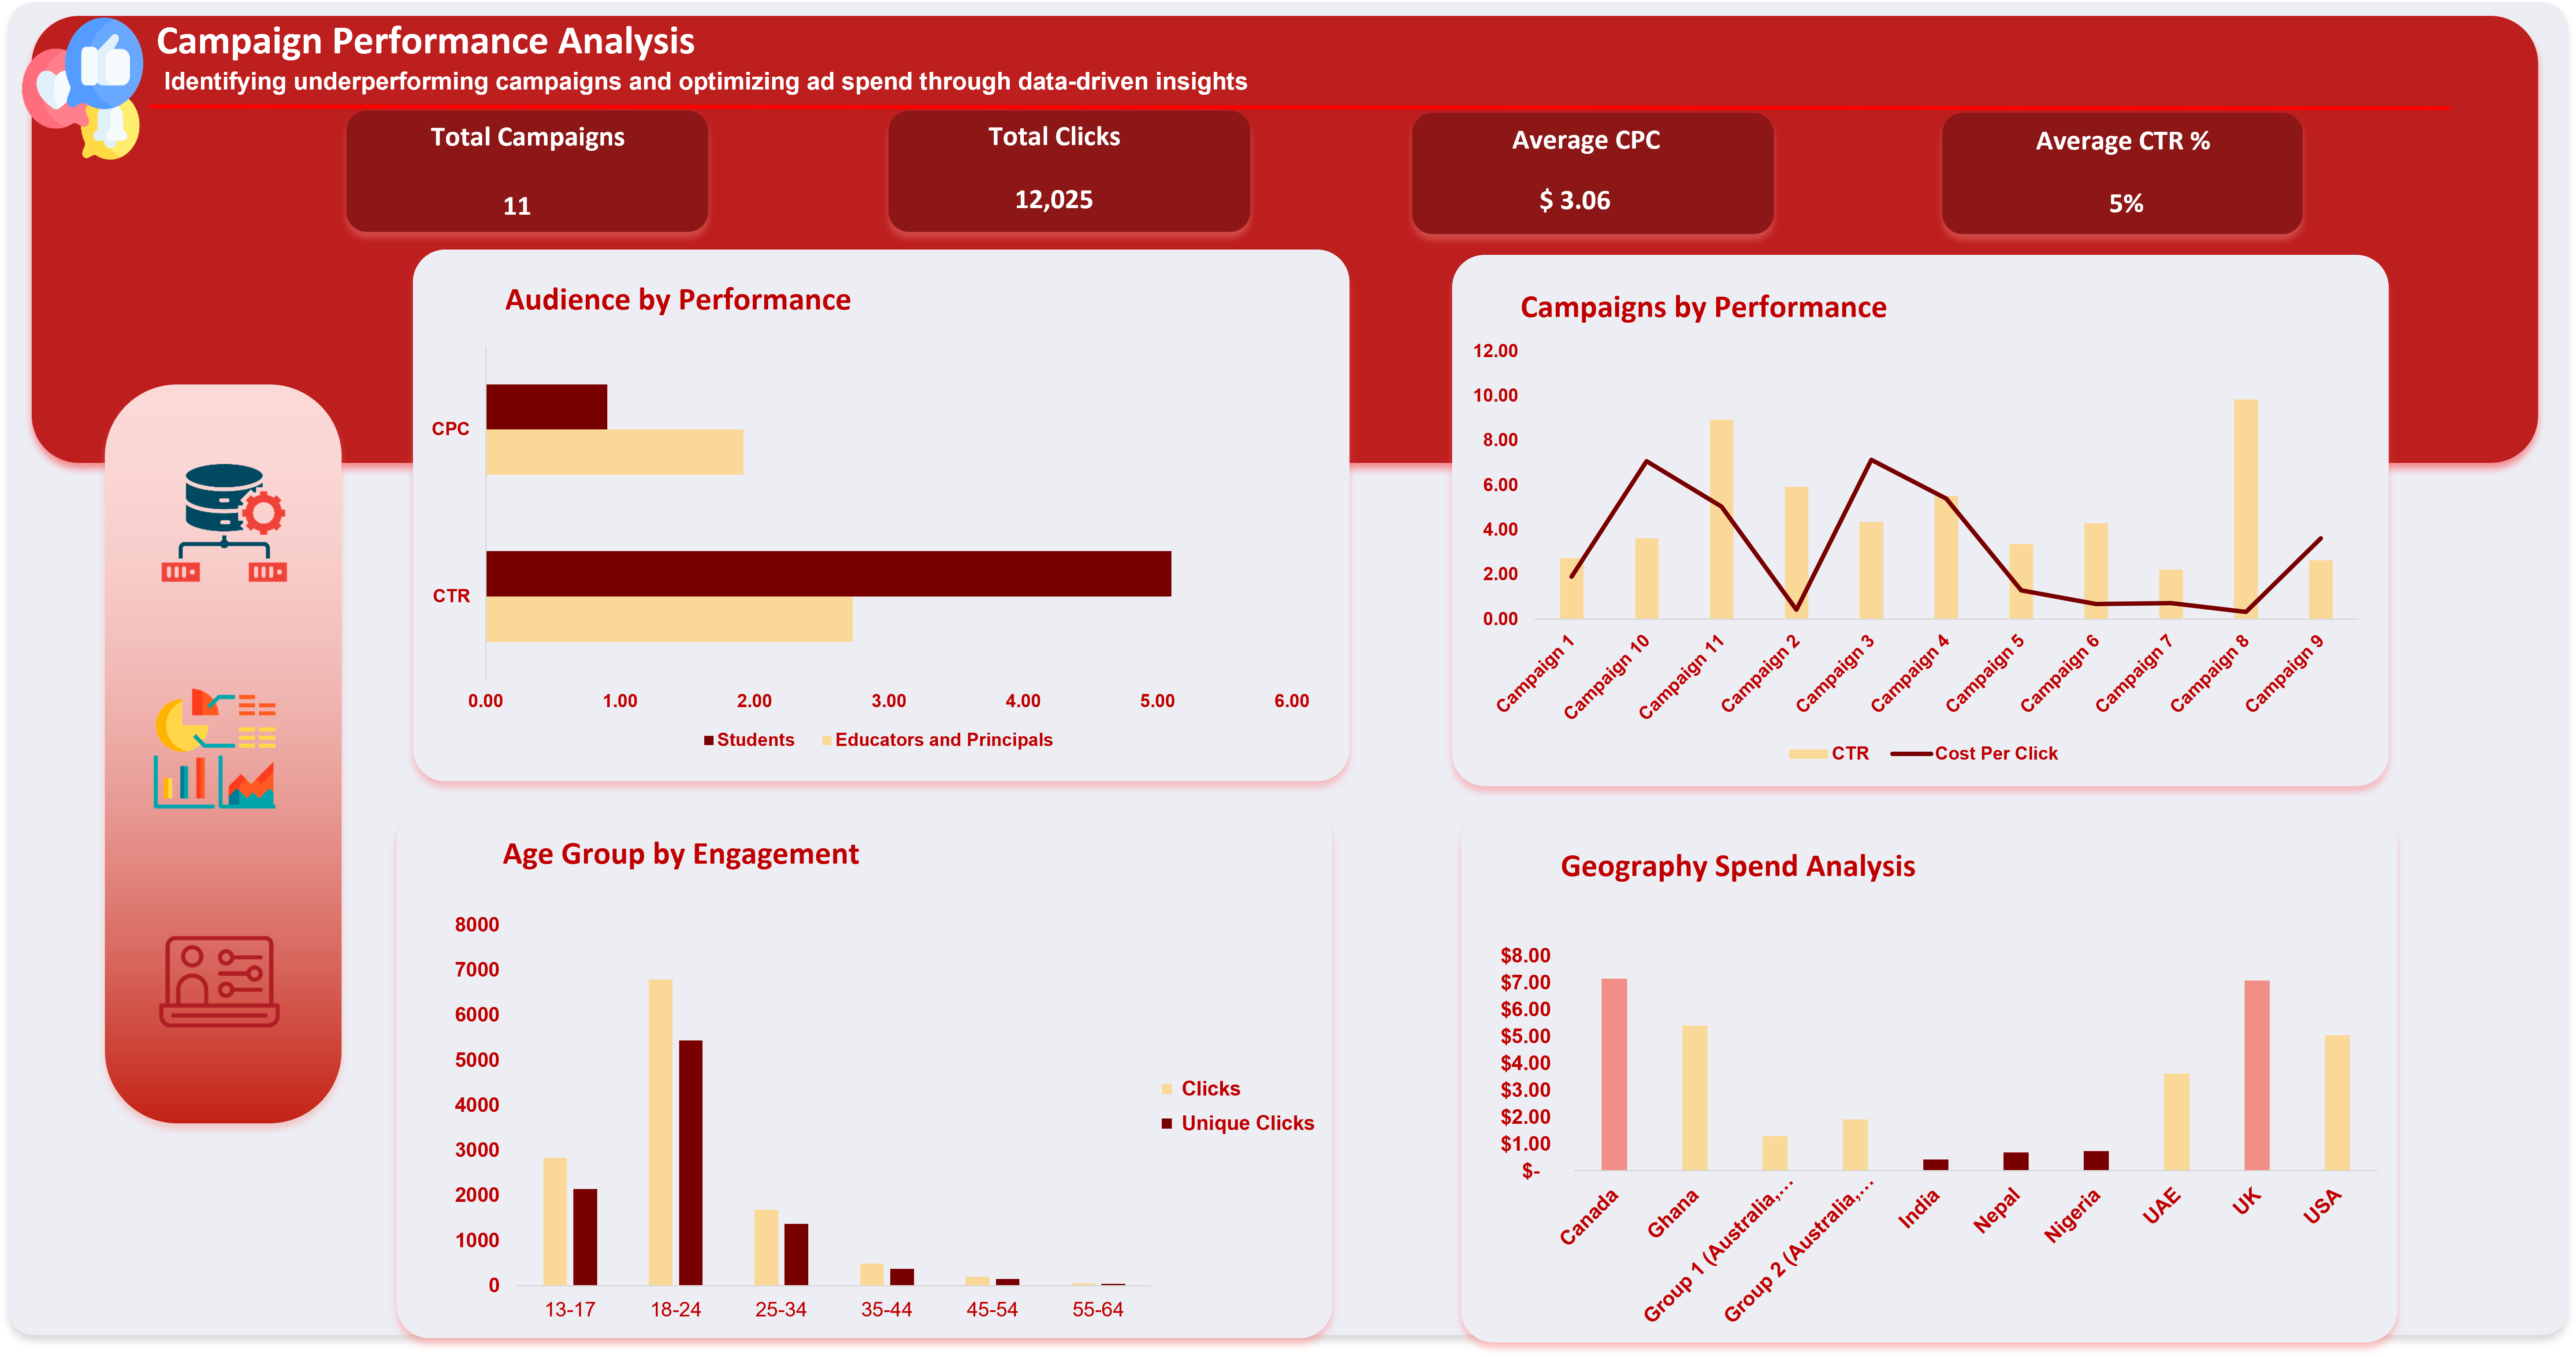 Campaign Performance Analysis
Identifying underperforming campaigns and optimizing ad spend through data-driven insights
Total Campaigns
11
Total Clicks
12,025
Average CPC
$ 3.06
Average CTR %
5%
Audience by Performance
CPC
CTR
0.00 1.00 2.00 3.00 4.00 5.00 6.00
Students Educators and Principals
Campaigns by Performance
12.00
10.00
8.00
6.00
4.00
2.00
0.00
Campaign 1
Campaign 10
Campaign 11
Campaign 2
Campaign 3
Campaign 4
Campaign 5
Campaign 6
Campaign 7
Campaign 8
Campaign 9
CTR Cost Per Click
Age Group by Engagement
8000
7000
6000
5000
4000
3000
2000
1000
0
13-17 18-24 25-34 35-44 45-54 55-64
Clicks
Unique Clicks
Geography Spend Analysis
$8.00
$7.00
$6.00
$5.00
$4.00
$3.00
$2.00
$1.00
$-
Canada
Ghana
Group 1 (Australia,...
Group 2 (Australia,...
India
Nepal
Nigeria
UAE
UK
USA